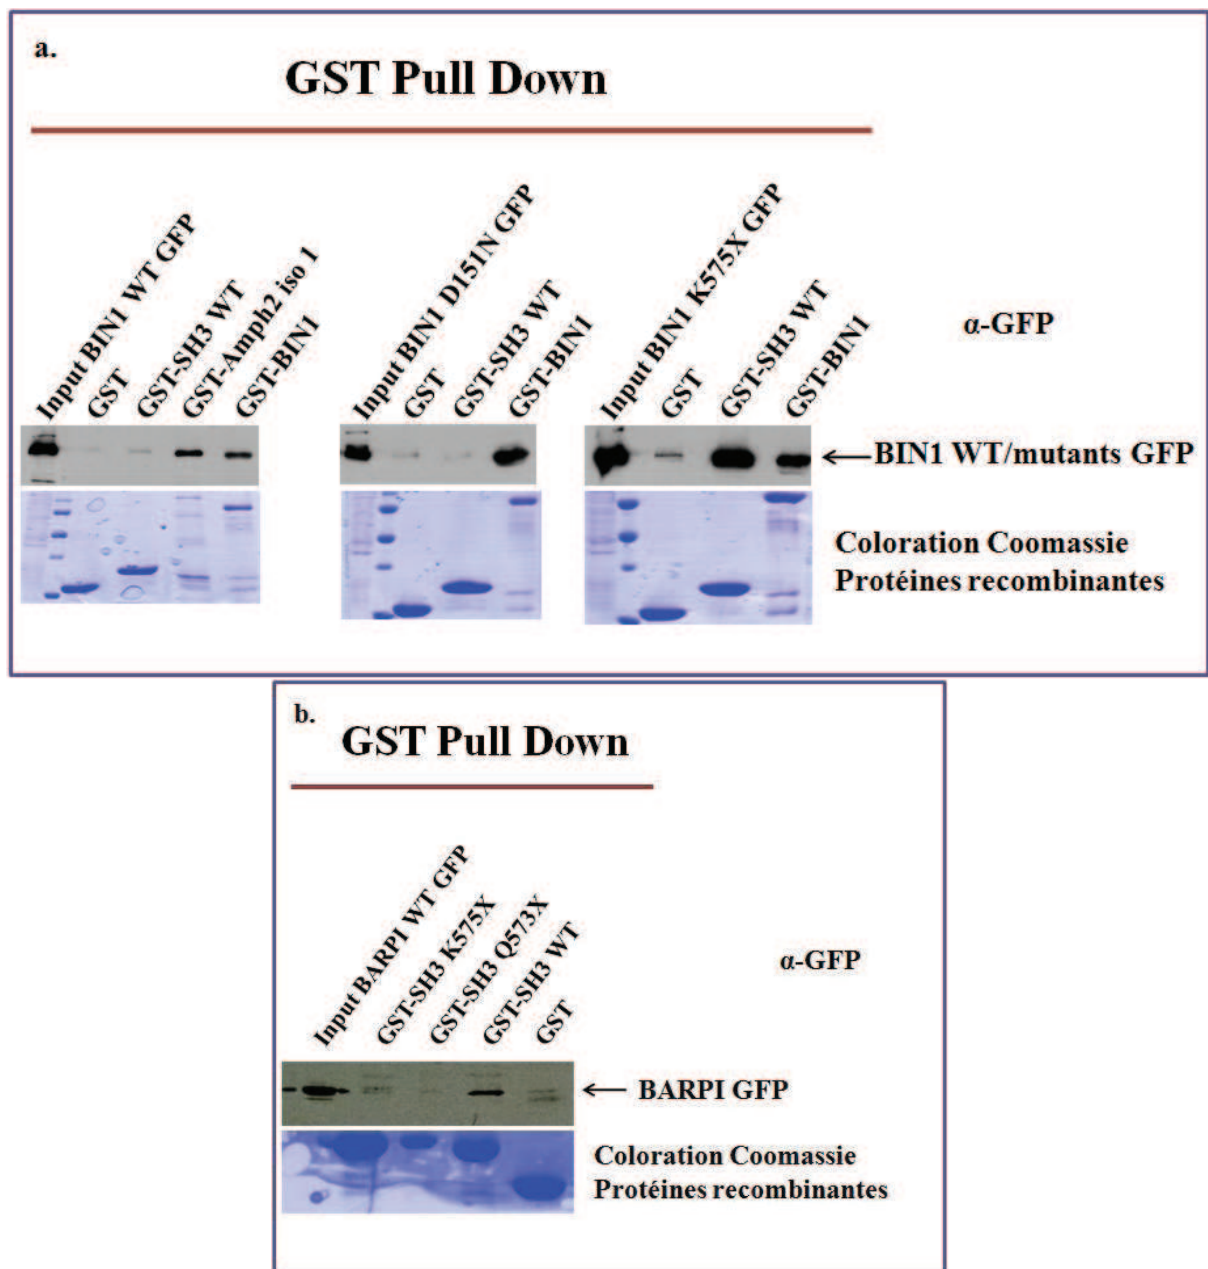 a.
GST Pull Down
Input BIN1 WT GFP
GST
GST-SH3 WT
GST-Amph2 iso 1
GST-BIN1
Input BIN1 D151N GFP
GST
GST-SH3 WT
GST-BIN1
Input BIN1 K575X GFP
GST
GST-SH3 WT
GST-BIN1
α-GFP
BIN1 WT/mutants GFP
Coloration Coomassie
Protéines recombinantes
b.
GST Pull Down
Input BARPI WT GFP
GST-SH3 K575X
GST-SH3 Q573X
GST-SH3 WT
GST
α-GFP
BARPI GFP
Coloration Coomassie
Protéines recombinantes